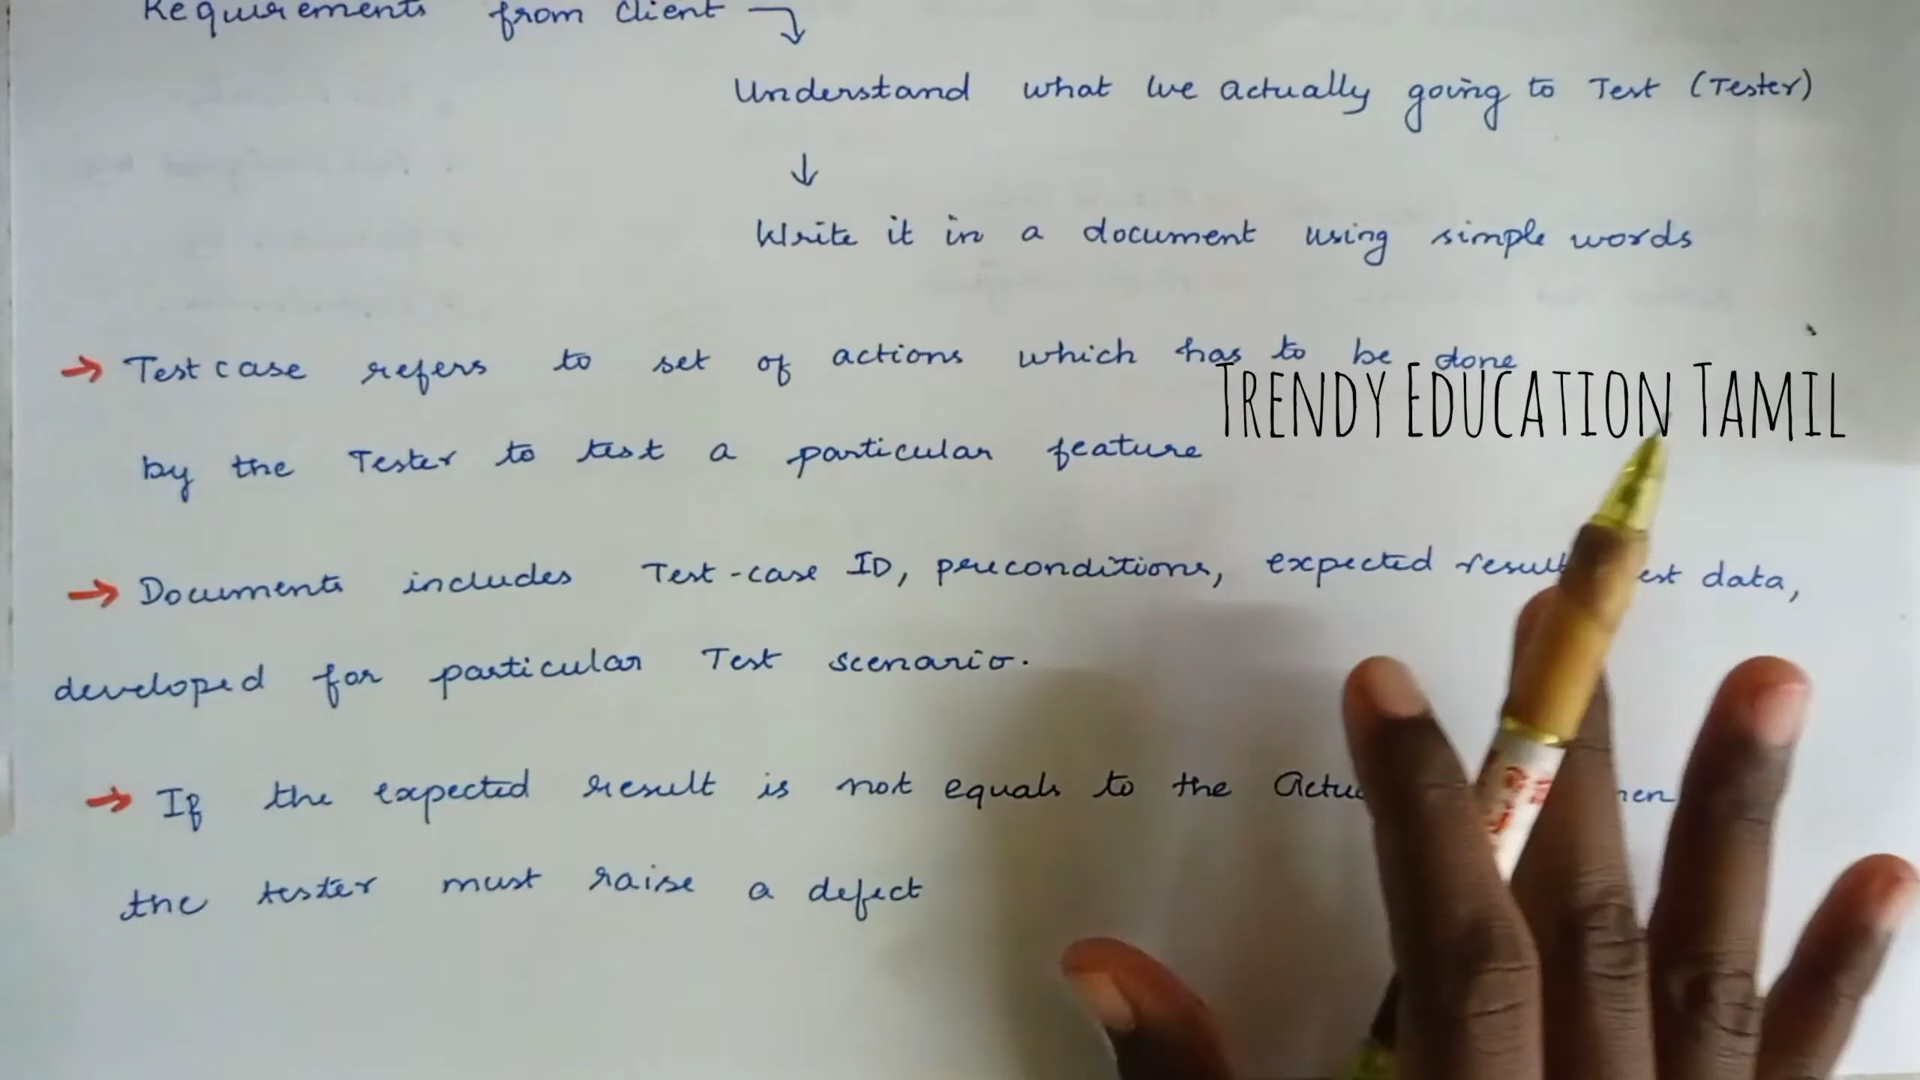 Requirements from client →
Understand what we actually going to Test (Tester)
↓
Write it in a document using simple words
→ Testcase refers to set of actions which has to be done
TRENDY EDUCATION TAMIL
by the Tester to test a particular feature
→ Documents includes Test-case ID, preconditions, expected result data,
developed for particular Test scenario.
→ If the expected result is not equals to the
the tester must raise a defect